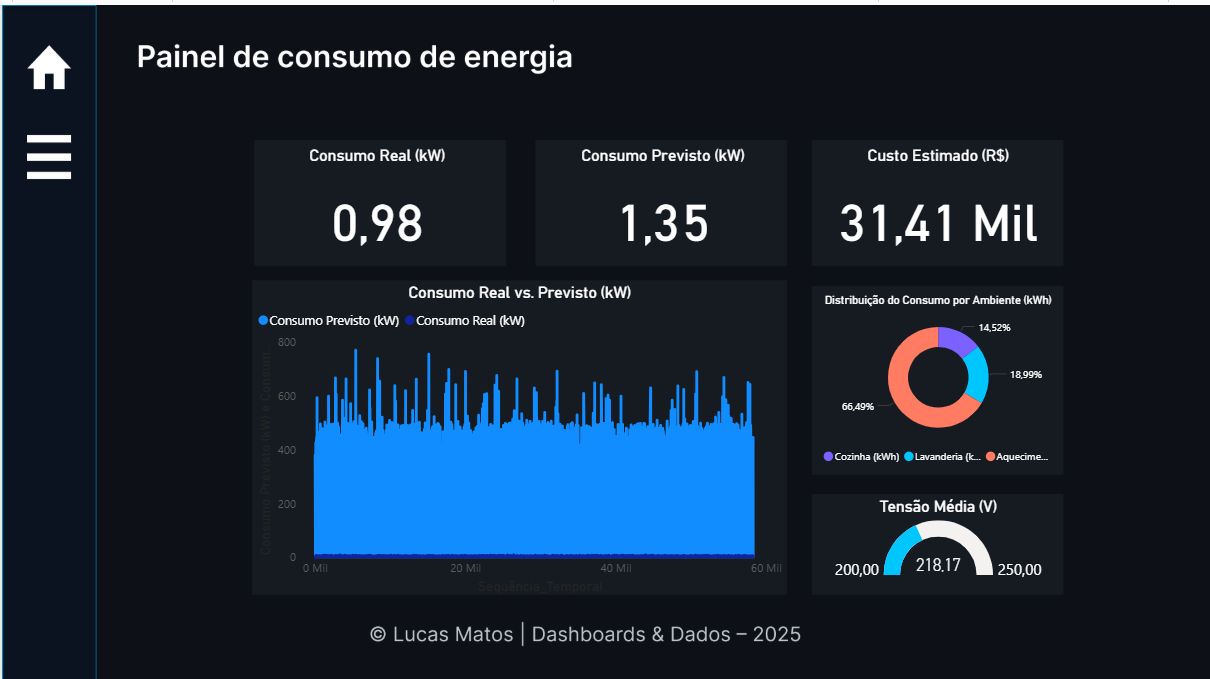 Painel de consumo de energia
Consumo Real (kW)
0,98
Consumo Previsto (kW)
1,35
Custo Estimado (R$)
31,41 Mil
Consumo Real vs. Previsto (kW)
Consumo Previsto (kW) Consumo Real (kW)
800
600
400
200
0
0 Mil 20 Mil 40 Mil 60 Mil
Consumo Previsto (kW) e Consum...
Sequência_Temporal
Distribuição do Consumo por Ambiente (kWh)
14,52%
18,99%
66,49%
Cozinha (kWh) Lavanderia (k... Aquecime...
Tensão Média (V)
200,00 218,17 250,00
© Lucas Matos | Dashboards & Dados – 2025